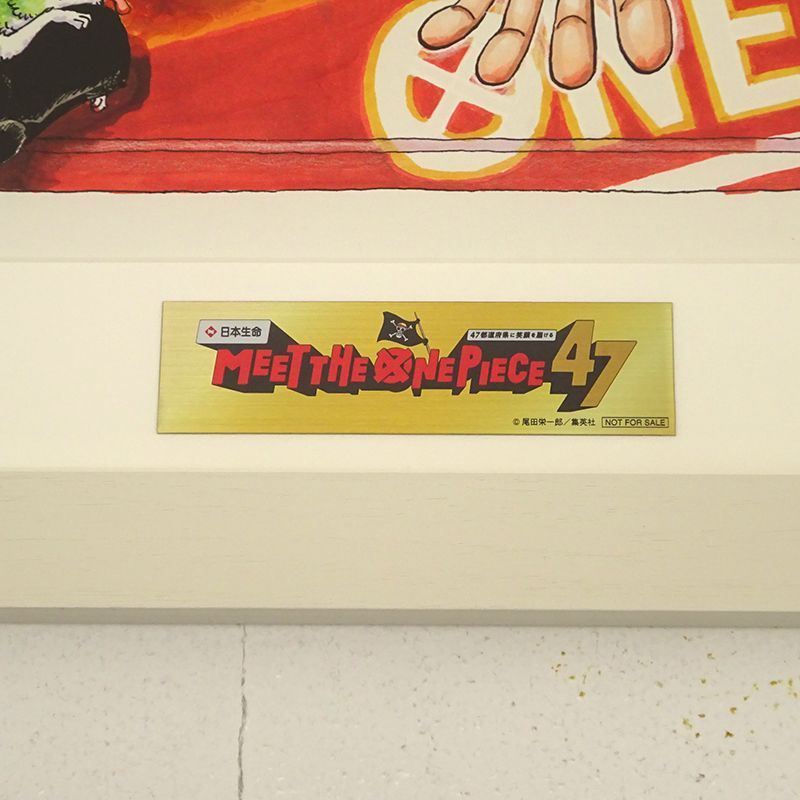 ONE
日本生命
47都道府県に笑顔を届ける
MEET THE ONE PIECE 47
© 尾田栄一郎/集英社 NOT FOR SALE